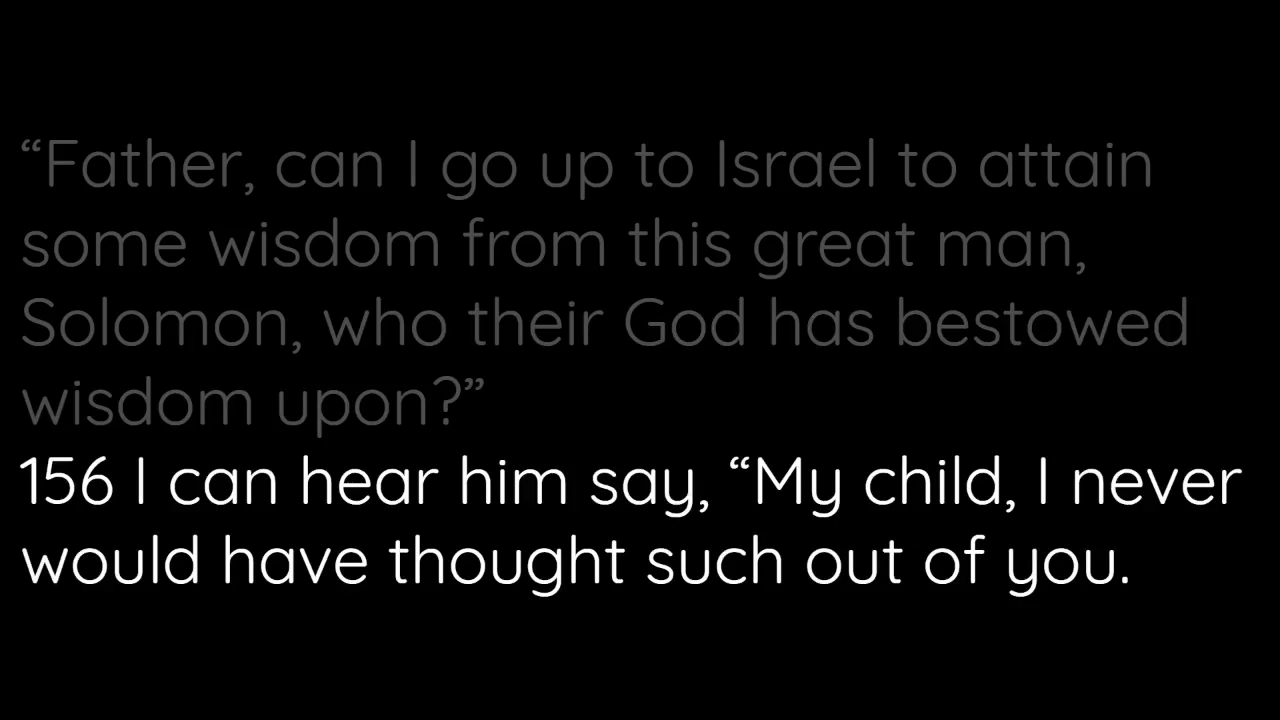 “Father, can I go up to Israel to attain
some wisdom from this great man,
Solomon, who their God has bestowed
wisdom upon?”
156 I can hear him say, “My child, I never
would have thought such out of you.